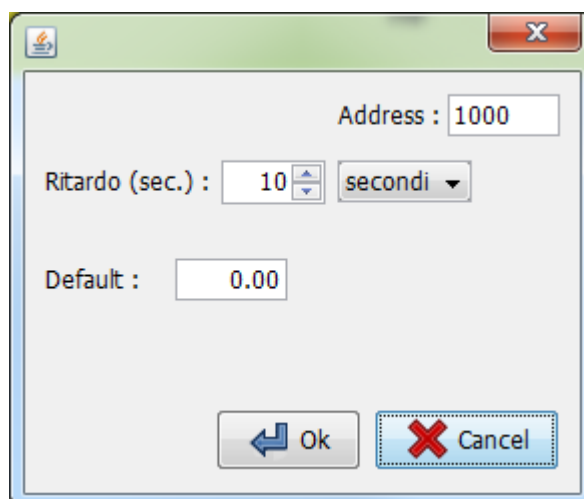 Address : 1000
Ritardo (sec.) : 10 secondi
Default : 0.00
Ok Cancel